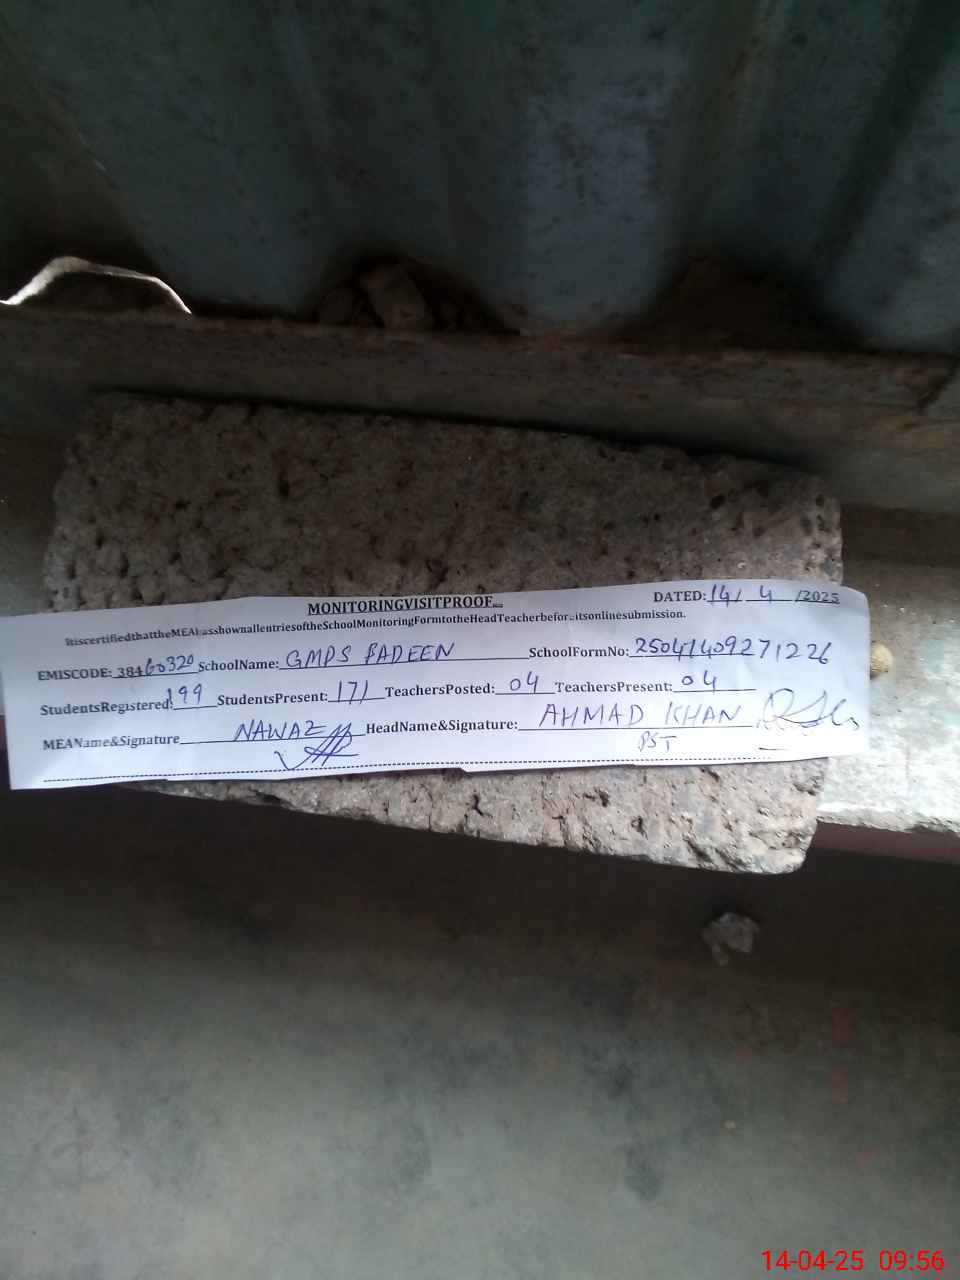 MONITORINGVISITPROOF
DATED: 14/ 4 /2025
ItiscertifiedthattheMEAhasshownallentriesoftheSchoolMonitoringFormtotheHeadTeacherbeforeitsonlinesubmission.
EMISCODE: 38460320 SchoolName: GMPS PADEEN SchoolFormNo: 25041409271226
StudentsRegistered: 199 StudentsPresent: 171 TeachersPosted: 04 TeachersPresent: 04
MEAName&Signature NAWAZ HeadName&Signature: AHMAD KHAN
PST
14-04-25 09:56